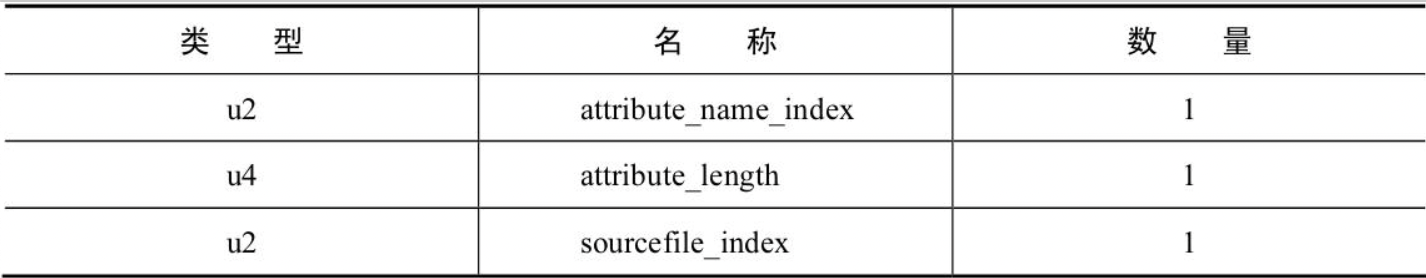 类 型 名 称 数 量
u2 attribute_name_index 1
u4 attribute_length 1
u2 sourcefile_index 1